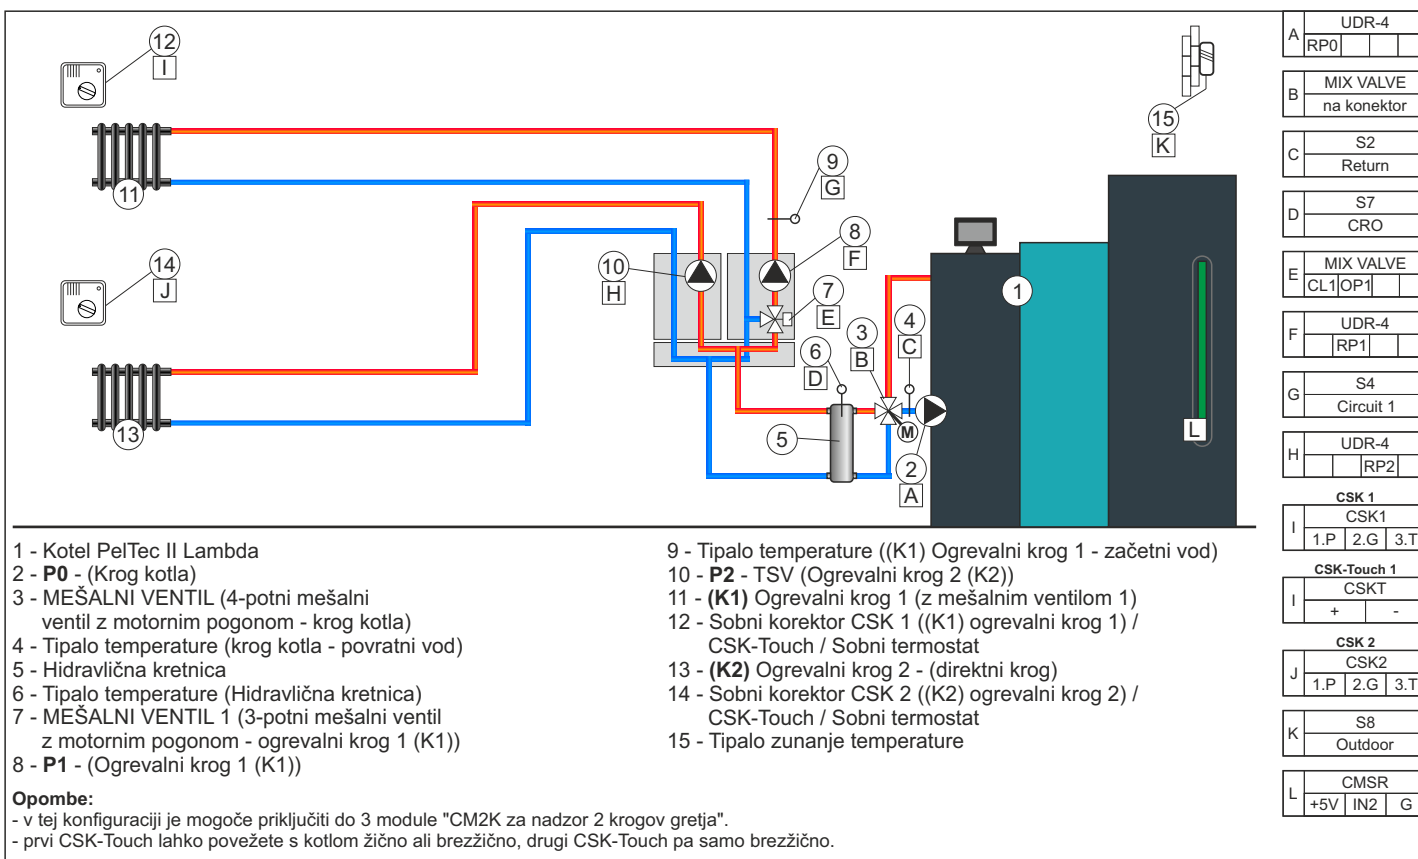 12
I
11
14
J
13
10
H
9
G
8
F
7
E
6
D
5
3
B
4
C
M
2
A
1
15
K
L
1 - Kotel PelTec II Lambda
2 - P0 - (Krog kotla)
3 - MEŠALNI VENTIL (4-potni mešalni
ventil z motornim pogonom - krog kotla)
4 - Tipalo temperature (krog kotla - povratni vod)
5 - Hidravlična kretnica
6 - Tipalo temperature (Hidravlična kretnica)
7 - MEŠALNI VENTIL 1 (3-potni mešalni ventil
z motornim pogonom - ogrevalni krog 1 (K1))
8 - P1 - (Ogrevalni krog 1 (K1))
9 - Tipalo temperature ((K1) Ogrevalni krog 1 - začetni vod)
10 - P2 - TSV (Ogrevalni krog 2 (K2))
11 - (K1) Ogrevalni krog 1 (z mešalnim ventilom 1)
12 - Sobni korektor CSK 1 ((K1) ogrevalni krog 1) /
CSK-Touch / Sobni termostat
13 - (K2) Ogrevalni krog 2 - (direktni krog)
14 - Sobni korektor CSK 2 ((K2) ogrevalni krog 2) /
CSK-Touch / Sobni termostat
15 - Tipalo zunanje temperature
Opombe:
- v tej konfiguraciji je mogoče priključiti do 3 module "CM2K za nadzor 2 krogov gretja".
- prvi CSK-Touch lahko povežete s kotlom žično ali brezžično, drugi CSK-Touch pa samo brezžično.
A UDR-4
RP0
B MIX VALVE
na konektor
C S2
Return
D S7
CRO
E MIX VALVE
CL1 OP1
F UDR-4
RP1
G S4
Circuit 1
H UDR-4
RP2
CSK 1
I CSK1
1.P 2.G 3.T
CSK-Touch 1
I CSKT
+ -
CSK 2
J CSK2
1.P 2.G 3.T
K S8
Outdoor
L CMSR
+5V IN2 G